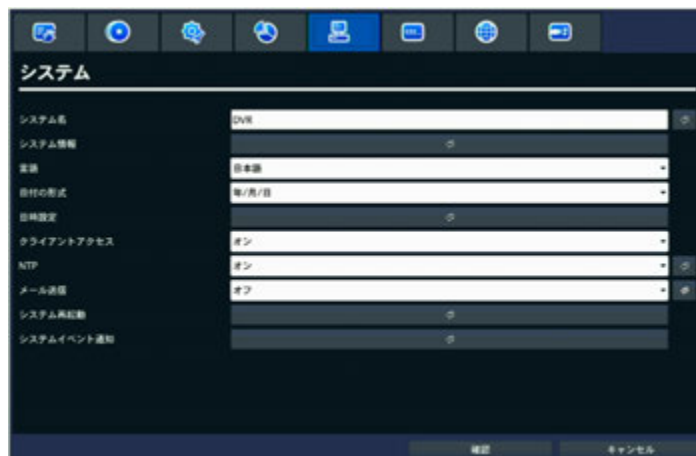 システム
システム名 DVR
システム情報
言語 日本語
日付の形式 年/月/日
日時設定
クライアントアクセス オン
NTP オン
メール送信 オフ
システム再起動
システムイベント通知
確認 キャンセル